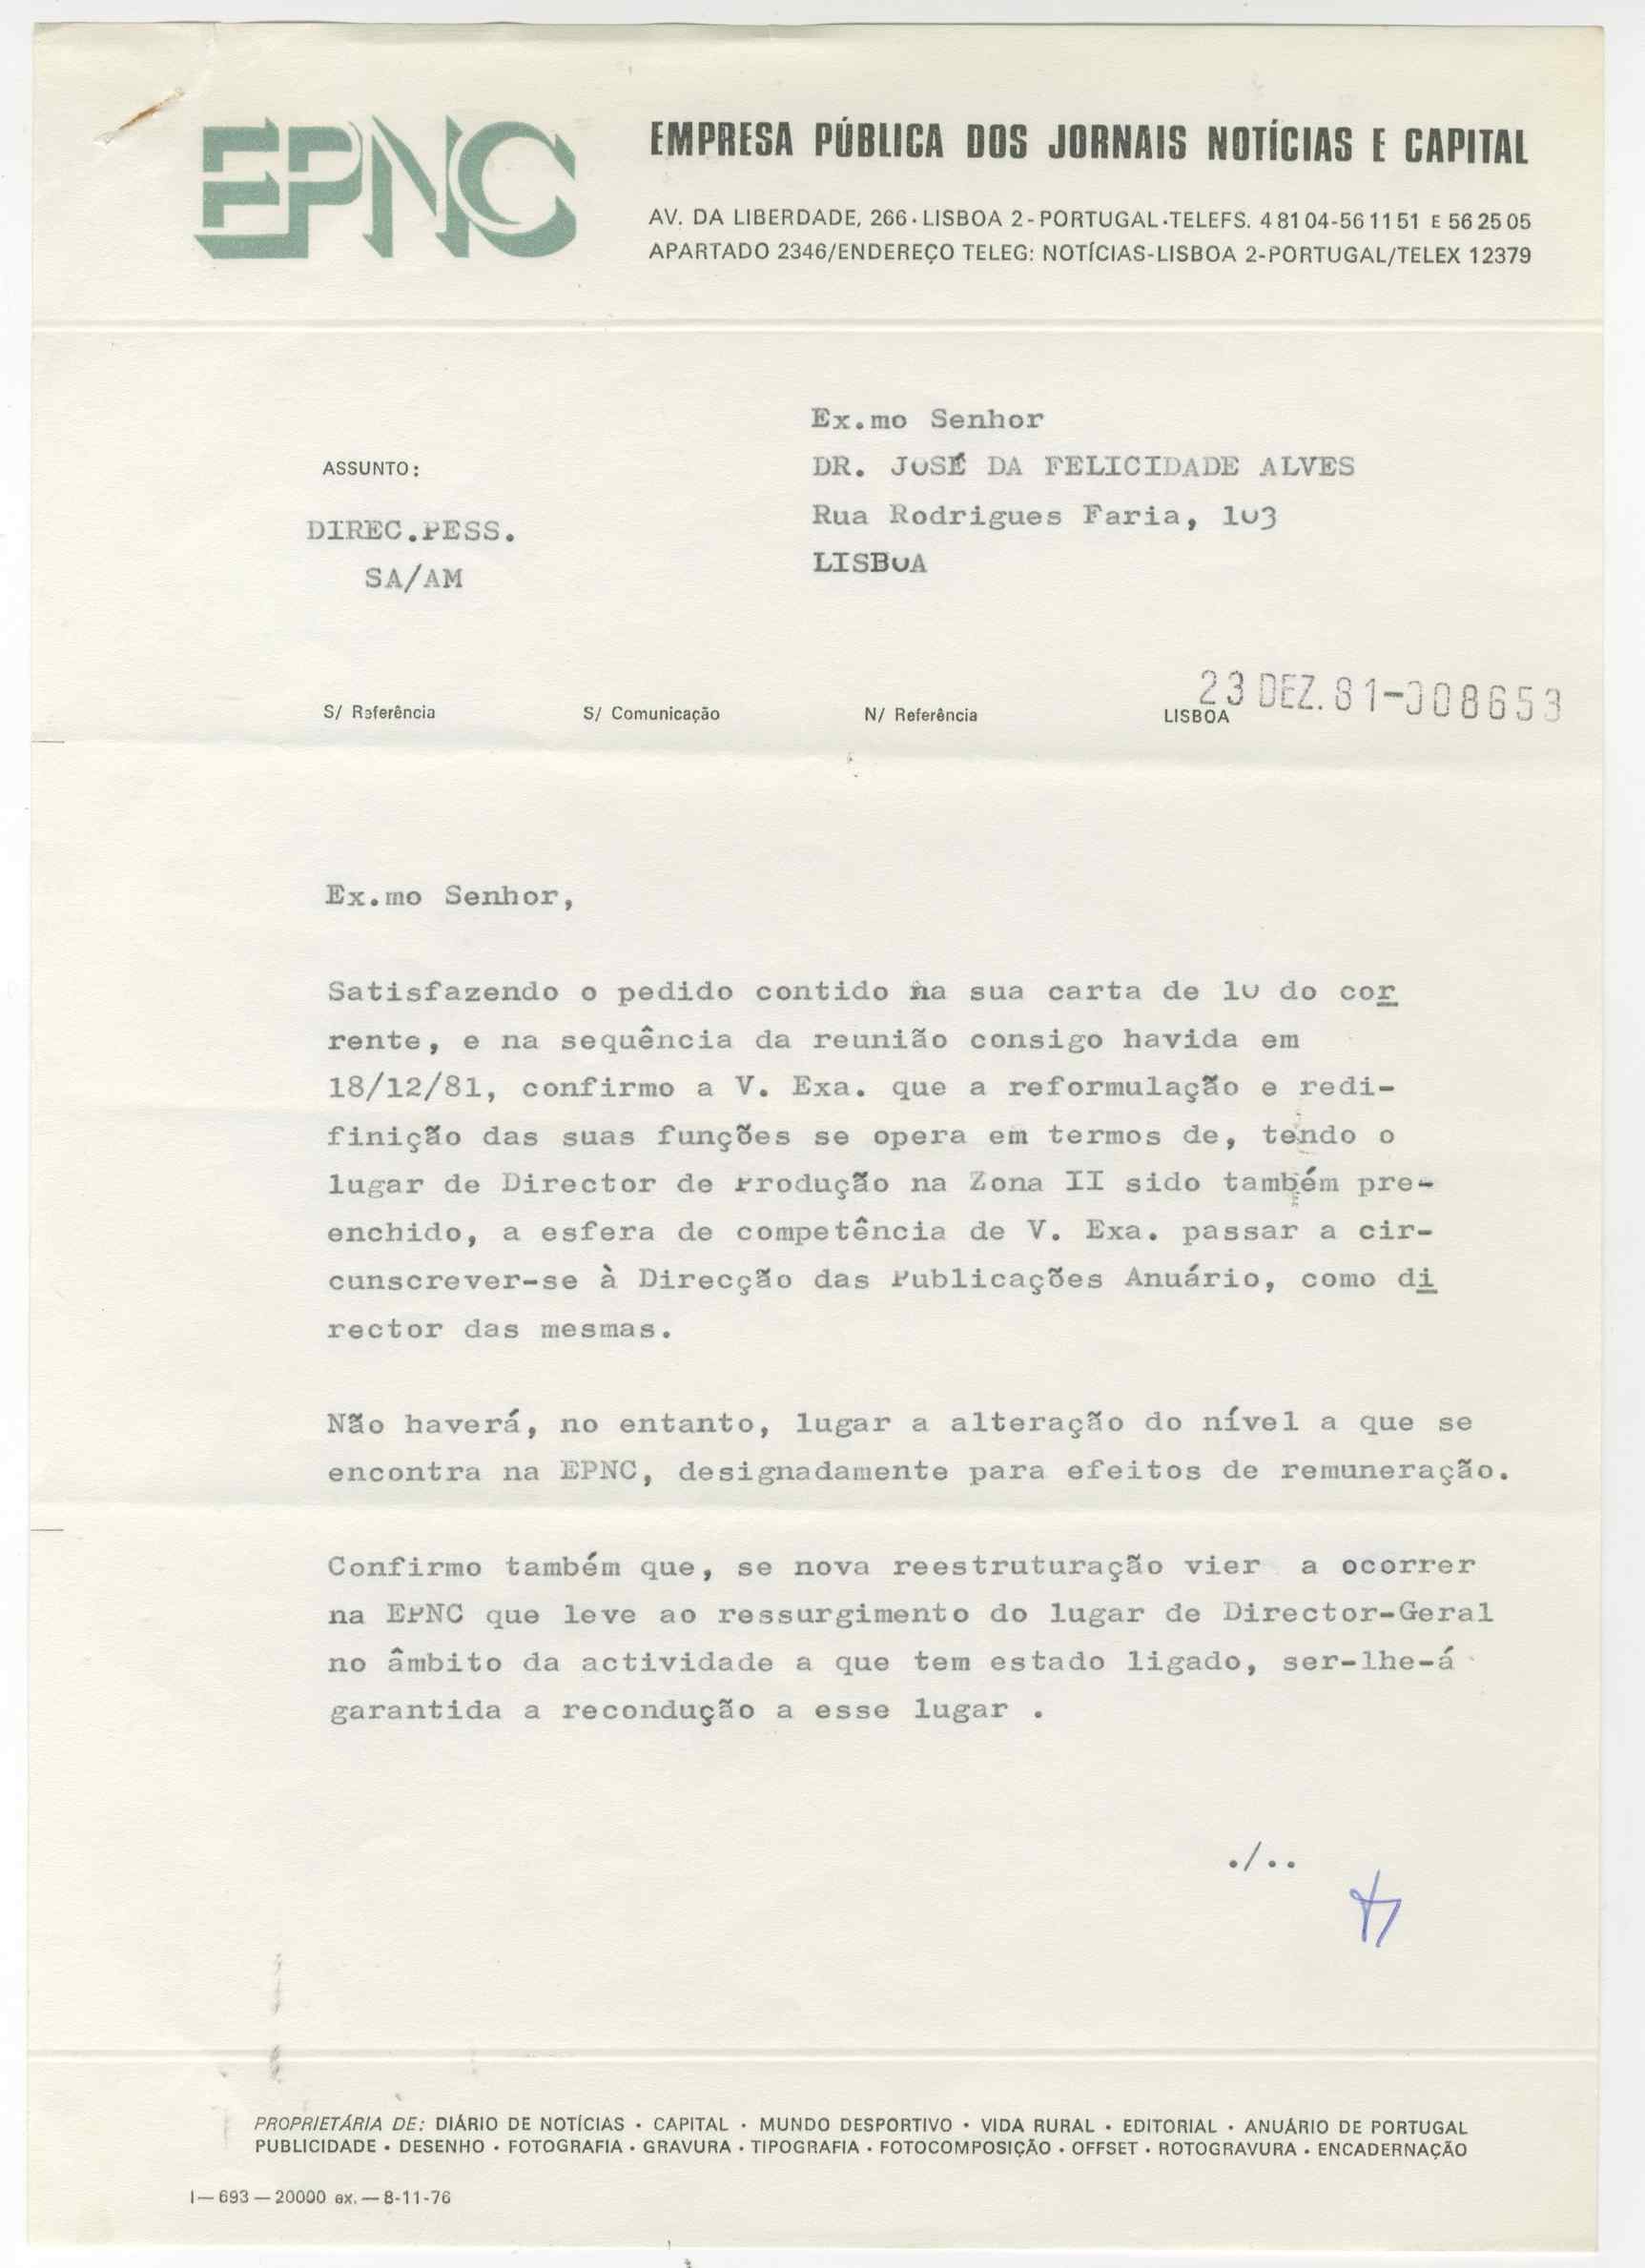 EPNC
EMPRESA PÚBLICA DOS JORNAIS NOTÍCIAS E CAPITAL
AV. DA LIBERDADE, 266 · LISBOA 2 - PORTUGAL · TELEFS. 4 81 04-56 11 51 E 56 25 05
APARTADO 2346/ENDEREÇO TELEG: NOTÍCIAS-LISBOA 2-PORTUGAL/TELEX 12379
Ex.mo Senhor
ASSUNTO:
DR. JOSÉ DA FELICIDADE ALVES
Rua Rodrigues Faria, 103
DIREC.PESS.
LISBOA
SA/AM
23 DEZ. 81-008653
S/ Referência S/ Comunicação N/ Referência LISBOA
Ex.mo Senhor,
Satisfazendo o pedido contido na sua carta de 10 do cor
rente, e na sequência da reunião consigo havida em
18/12/81, confirmo a V. Exa. que a reformulação e redi-
finição das suas funções se opera em termos de, tendo o
lugar de Director de Produção na Zona II sido também pre-
enchido, a esfera de competência de V. Exa. passar a cir-
cunscrever-se à Direcção das Publicações Anuário, como di
rector das mesmas.
Não haverá, no entanto, lugar a alteração do nível a que se
encontra na EPNC, designadamente para efeitos de remuneração.
Confirmo também que, se nova reestruturação vier a ocorrer
na EPNC que leve ao ressurgimento do lugar de Director-Geral
no âmbito da actividade a que tem estado ligado, ser-lhe-á
garantida a recondução a esse lugar .
./..
PROPRIETÁRIA DE: DIÁRIO DE NOTÍCIAS · CAPITAL · MUNDO DESPORTIVO · VIDA RURAL · EDITORIAL · ANUÁRIO DE PORTUGAL
PUBLICIDADE · DESENHO · FOTOGRAFIA · GRAVURA · TIPOGRAFIA · FOTOCOMPOSIÇÃO · OFFSET · ROTOGRAVURA · ENCADERNAÇÃO
I — 693 — 20000 ex. — 8-11-76